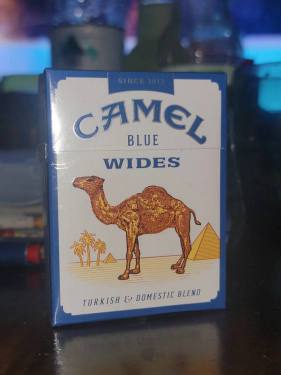 SINCE 1913
CAMEL
BLUE
WIDES
TURKISH & DOMESTIC BLEND